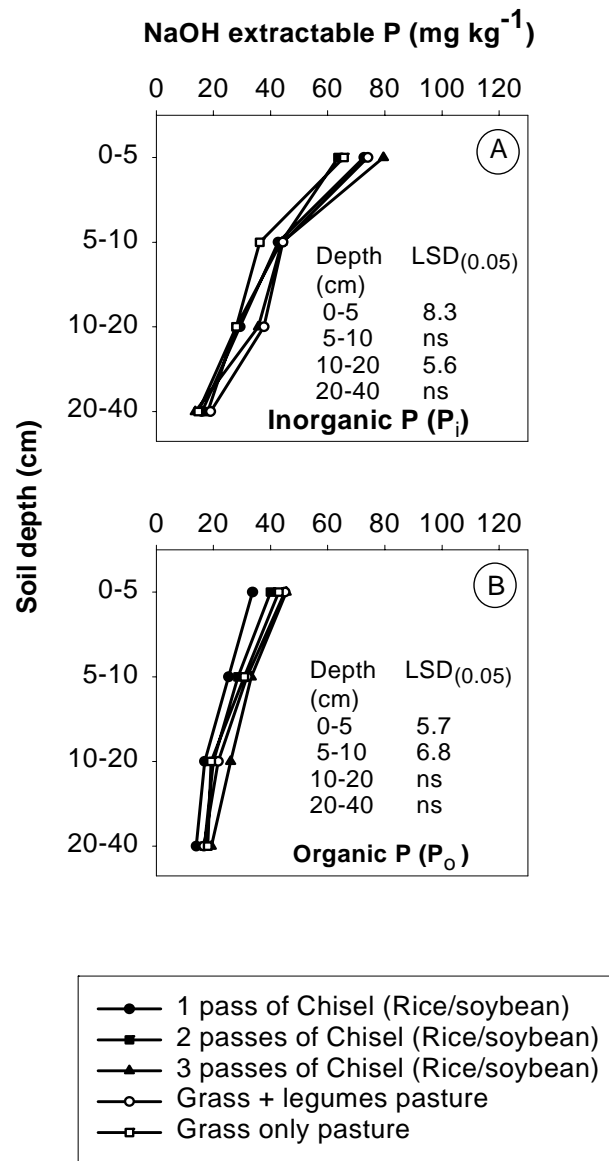 NaOH extractable P (mg kg⁻¹)
0 20 40 60 80 100 120
A
0-5
5-10
10-20
20-40
Depth LSD(0.05)
(cm)
0-5 8.3
5-10 ns
10-20 5.6
20-40 ns
Inorganic P (Pi)
Soil depth (cm)
0 20 40 60 80 100 120
B
0-5
5-10
10-20
20-40
Depth LSD(0.05)
(cm)
0-5 5.7
5-10 6.8
10-20 ns
20-40 ns
Organic P (Po)
1 pass of Chisel (Rice/soybean)
2 passes of Chisel (Rice/soybean)
3 passes of Chisel (Rice/soybean)
Grass + legumes pasture
Grass only pasture